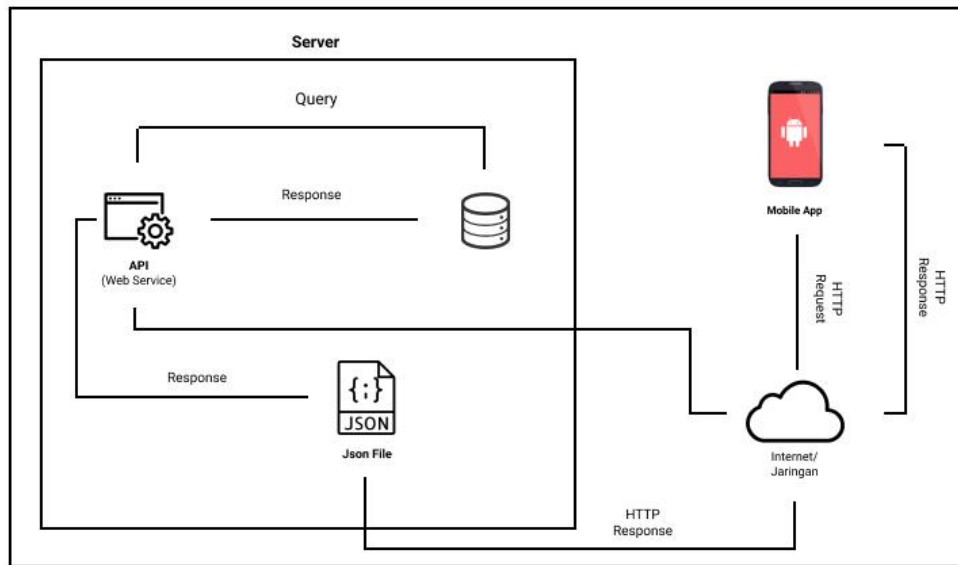 Server
Query
Response
API
(Web Service)
Response
{;}
JSON
Json File
Mobile App
HTTP
Request
HTTP
Response
Internet/
Jaringan
HTTP
Response